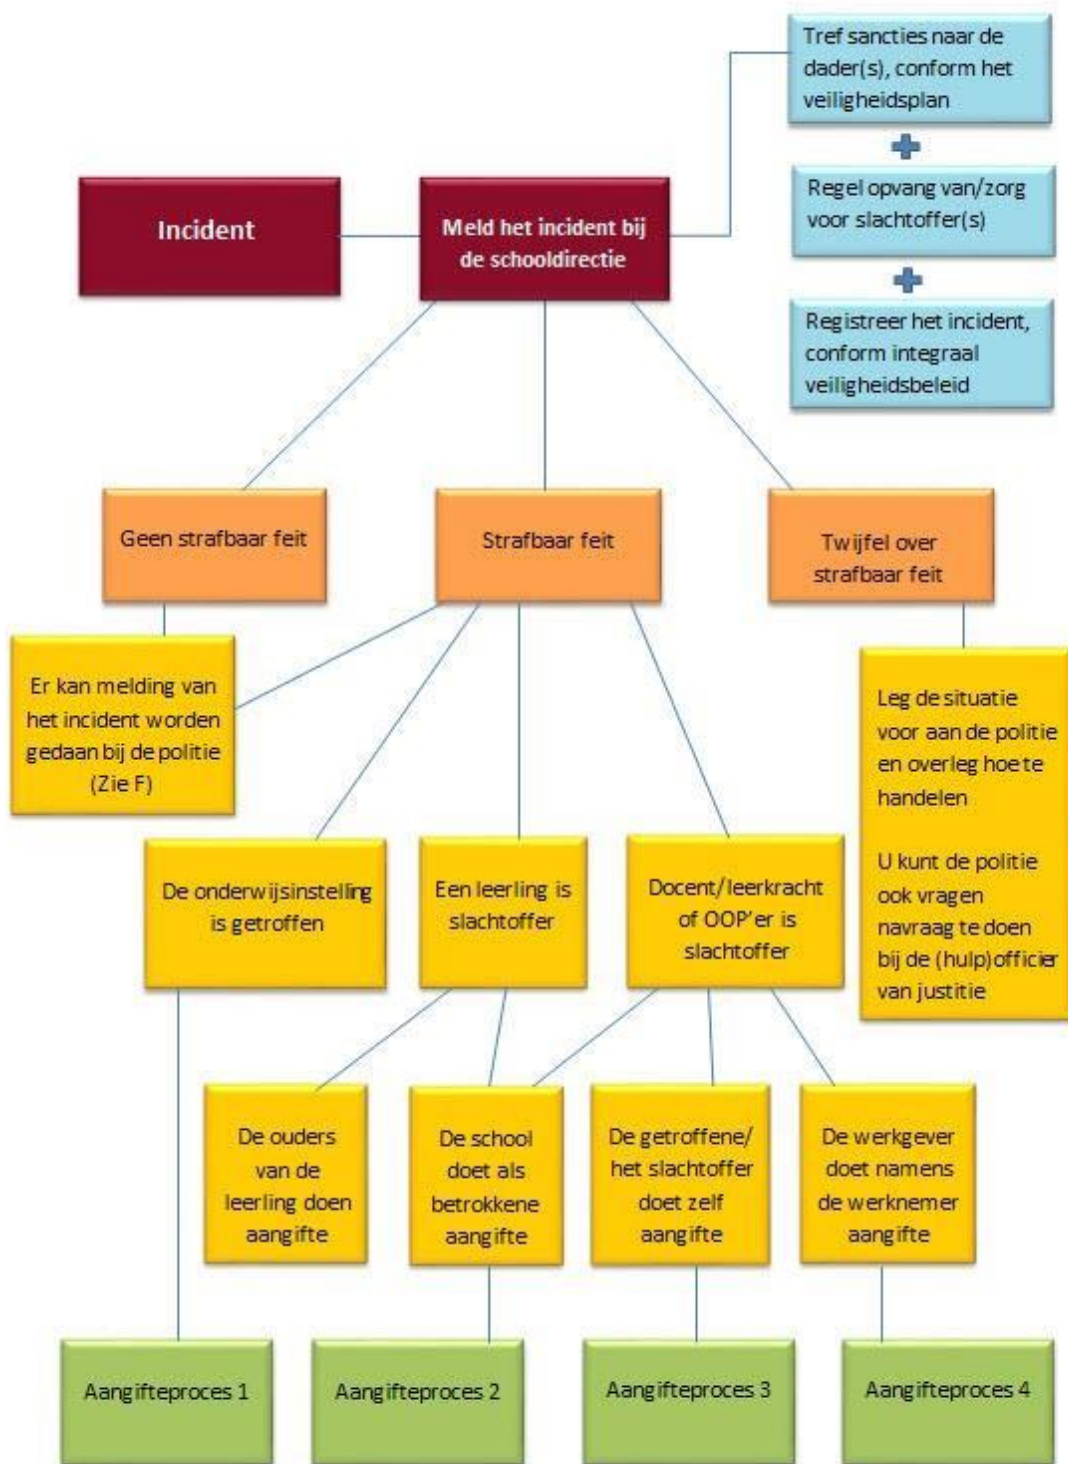 Tref sancties naar de
dader(s), conform het
veiligheidsplan
Incident
Meld het incident bij
de schooldirectie
Regel opvang van/zorg
voor slachtoffer(s)
Registreer het incident,
conform integraal
veiligheidsbeleid
Geen strafbaar feit
Strafbaar feit
Twijfel over
strafbaar feit
Er kan melding van
het incident worden
gedaan bij de politie
(Zie F)
Leg de situatie
voor aan de politie
en overleg hoe te
handelen
U kunt de politie
ook vragen
navraag te doen
bij de (hulp)officier
van justitie
De onderwijsinstelling
is getroffen
Een leerling is
slachtoffer
Docent/leerkracht
of OOP'er is
slachtoffer
De ouders
van de
leerling doen
aangifte
De school
doet als
betrokkene
aangifte
De getroffene/
het slachtoffer
doet zelf
aangifte
De werkgever
doet namens
de werknemer
aangifte
Aangifteproces 1
Aangifteproces 2
Aangifteproces 3
Aangifteproces 4